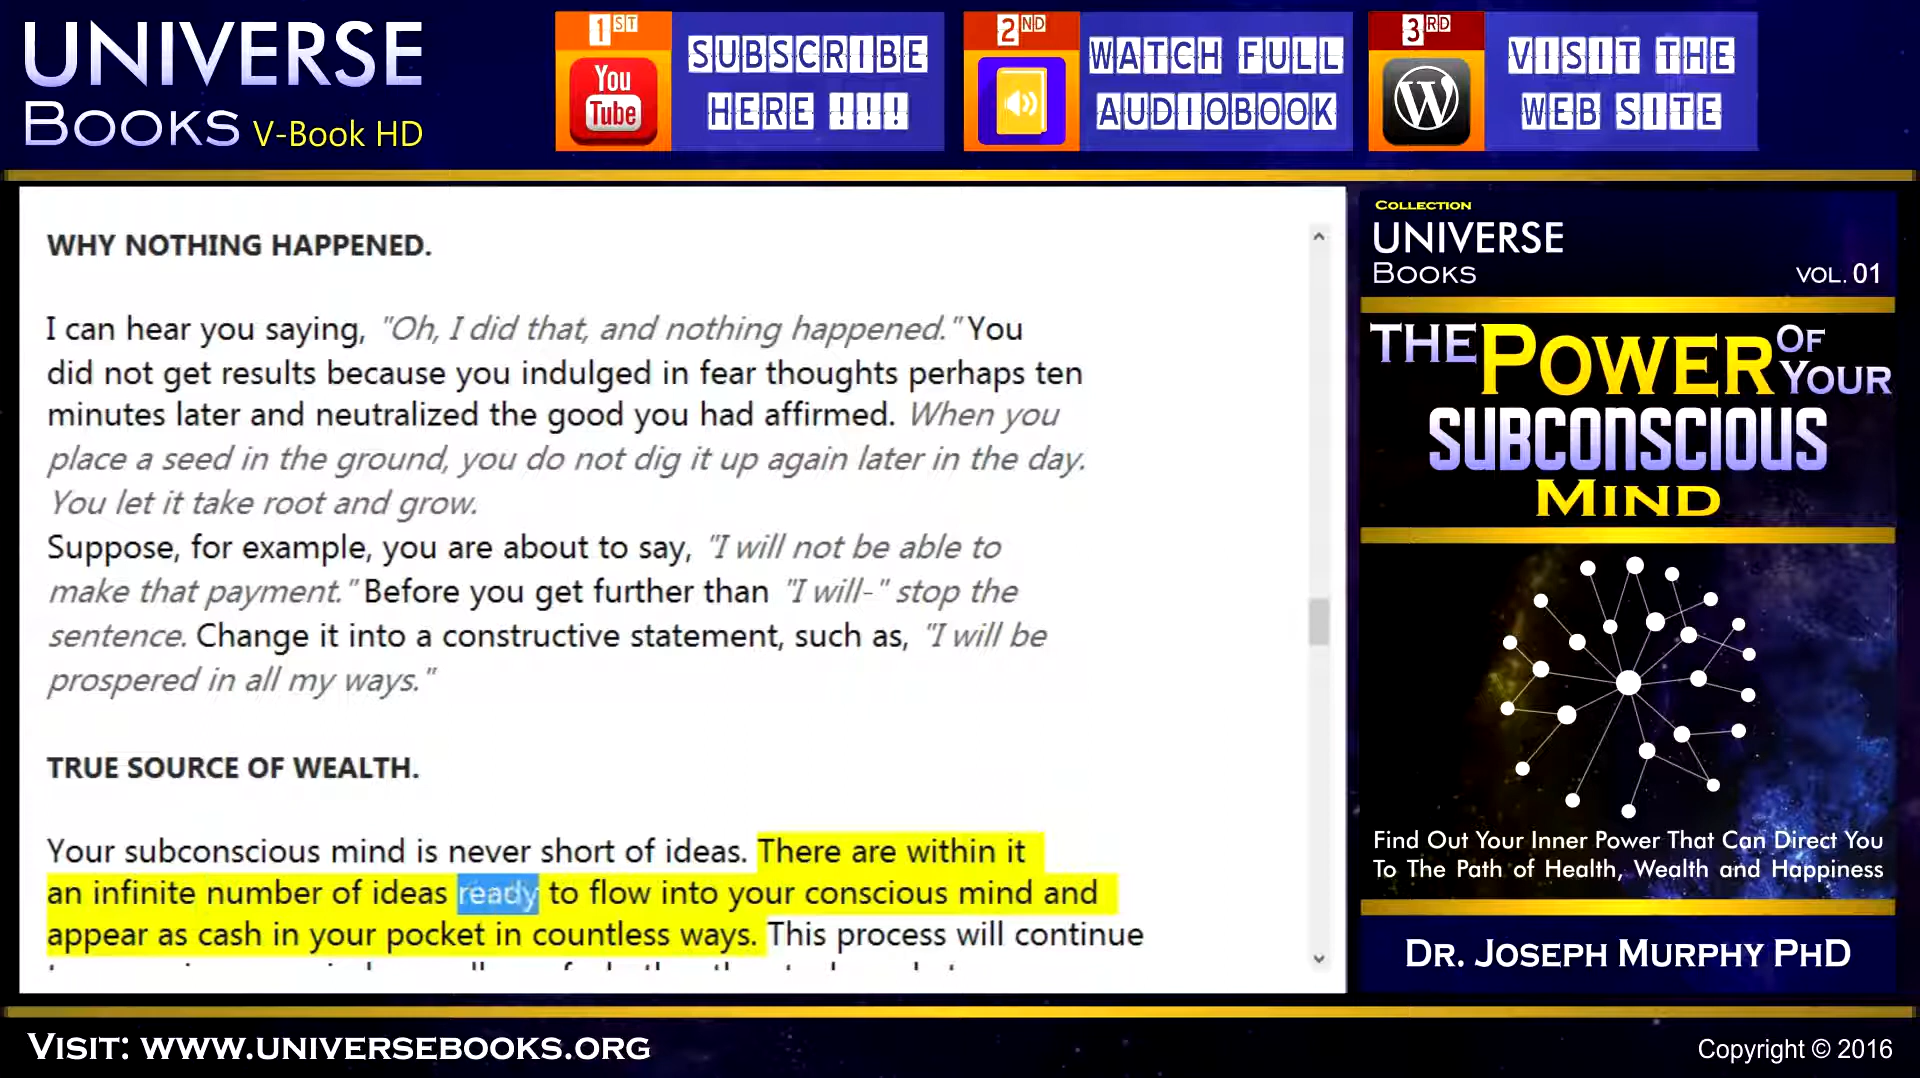 UNIVERSE
BOOKS V-Book HD
1ST
You
Tube
SUBSCRIBE
HERE !!!
2ND
WATCH FULL
AUDIOBOOK
3RD
VISIT THE
WEB SITE
WHY NOTHING HAPPENED.
I can hear you saying, "Oh, I did that, and nothing happened." You
did not get results because you indulged in fear thoughts perhaps ten
minutes later and neutralized the good you had affirmed. When you
place a seed in the ground, you do not dig it up again later in the day.
You let it take root and grow.
Suppose, for example, you are about to say, "I will not be able to
make that payment." Before you get further than "I will-" stop the
sentence. Change it into a constructive statement, such as, "I will be
prospered in all my ways."
TRUE SOURCE OF WEALTH.
Your subconscious mind is never short of ideas. There are within it
an infinite number of ideas ready to flow into your conscious mind and
appear as cash in your pocket in countless ways. This process will continue
COLLECTION
UNIVERSE
BOOKS VOL. 01
THE POWER OF YOUR
SUBCONSCIOUS
MIND
Find Out Your Inner Power That Can Direct You
To The Path of Health, Wealth and Happiness
DR. JOSEPH MURPHY PHD
VISIT: WWW.UNIVERSEBOOKS.ORG
Copyright © 2016